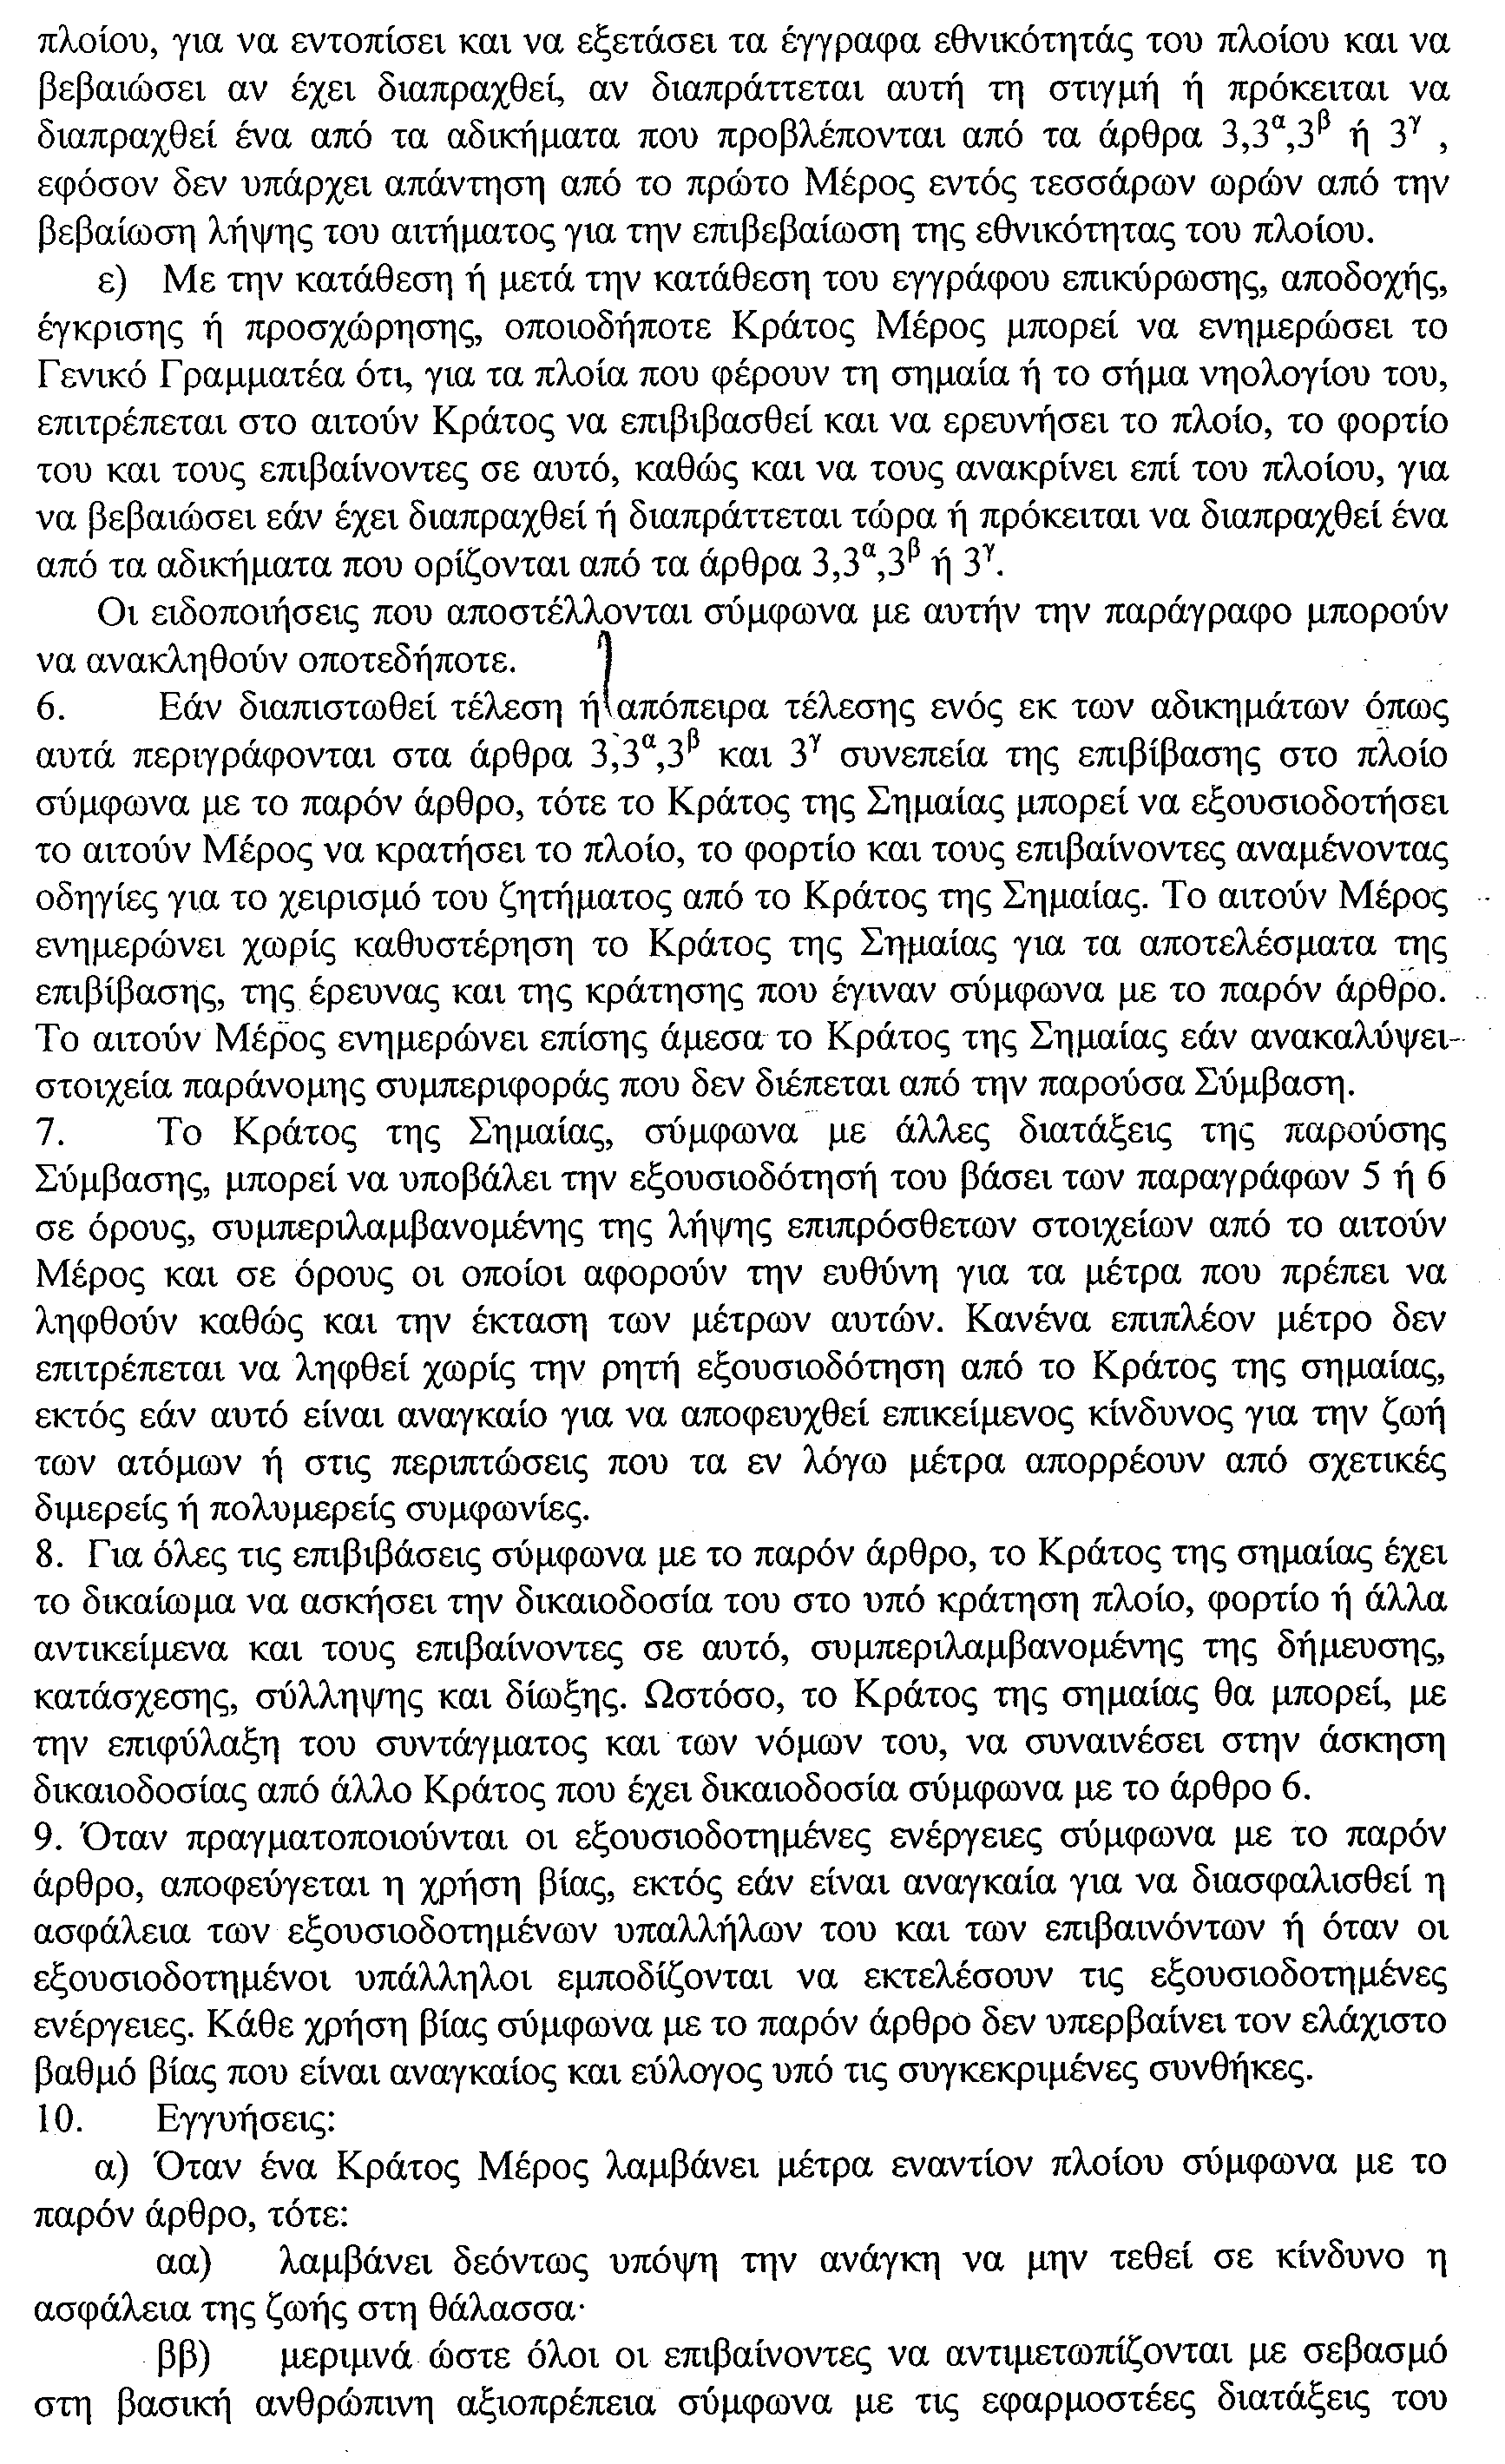 πλοίου, για να εντοπίσει και να εξετάσει τα έγγραφα εθνικότητάς του πλοίου και να
βεβαιώσει αν έχει διαπραχθεί, αν διαπράττεται αυτή τη στιγμή ή πρόκειται να
διαπραχθεί ένα από τα αδικήματα που προβλέπονται από τα άρθρα 3,3ᵅ,3ᵝ ή 3ᵞ ,
εφόσον δεν υπάρχει απάντηση από το πρώτο Μέρος εντός τεσσάρων ωρών από την
βεβαίωση λήψης του αιτήματος για την επιβεβαίωση της εθνικότητας του πλοίου.
ε) Με την κατάθεση ή μετά την κατάθεση του εγγράφου επικύρωσης, αποδοχής,
έγκρισης ή προσχώρησης, οποιοδήποτε Κράτος Μέρος μπορεί να ενημερώσει το
Γενικό Γραμματέα ότι, για τα πλοία που φέρουν τη σημαία ή το σήμα νηολογίου του,
επιτρέπεται στο αιτούν Κράτος να επιβιβασθεί και να ερευνήσει το πλοίο, το φορτίο
του και τους επιβαίνοντες σε αυτό, καθώς και να τους ανακρίνει επί του πλοίου, για
να βεβαιώσει εάν έχει διαπραχθεί ή διαπράττεται τώρα ή πρόκειται να διαπραχθεί ένα
από τα αδικήματα που ορίζονται από τα άρθρα 3,3ᵅ,3ᵝ ή 3ᵞ.
Οι ειδοποιήσεις που αποστέλλονται σύμφωνα με αυτήν την παράγραφο μπορούν
να ανακληθούν οποτεδήποτε.
6. Εάν διαπιστωθεί τέλεση ή απόπειρα τέλεσης ενός εκ των αδικημάτων όπως
αυτά περιγράφονται στα άρθρα 3,3ᵅ,3ᵝ και 3ᵞ συνεπεία της επιβίβασης στο πλοίο
σύμφωνα με το παρόν άρθρο, τότε το Κράτος της Σημαίας μπορεί να εξουσιοδοτήσει
το αιτούν Μέρος να κρατήσει το πλοίο, το φορτίο και τους επιβαίνοντες αναμένοντας
οδηγίες για το χειρισμό του ζητήματος από το Κράτος της Σημαίας. Το αιτούν Μέρος
ενημερώνει χωρίς καθυστέρηση το Κράτος της Σημαίας για τα αποτελέσματα της
επιβίβασης, της έρευνας και της κράτησης που έγιναν σύμφωνα με το παρόν άρθρο.
Το αιτούν Μέρος ενημερώνει επίσης άμεσα το Κράτος της Σημαίας εάν ανακαλύψει
στοιχεία παράνομης συμπεριφοράς που δεν διέπεται από την παρούσα Σύμβαση.
7. Το Κράτος της Σημαίας, σύμφωνα με άλλες διατάξεις της παρούσης
Σύμβασης, μπορεί να υποβάλει την εξουσιοδότησή του βάσει των παραγράφων 5 ή 6
σε όρους, συμπεριλαμβανομένης της λήψης επιπρόσθετων στοιχείων από το αιτούν
Μέρος και σε όρους οι οποίοι αφορούν την ευθύνη για τα μέτρα που πρέπει να
ληφθούν καθώς και την έκταση των μέτρων αυτών. Κανένα επιπλέον μέτρο δεν
επιτρέπεται να ληφθεί χωρίς την ρητή εξουσιοδότηση από το Κράτος της σημαίας,
εκτός εάν αυτό είναι αναγκαίο για να αποφευχθεί επικείμενος κίνδυνος για την ζωή
των ατόμων ή στις περιπτώσεις που τα εν λόγω μέτρα απορρέουν από σχετικές
διμερείς ή πολυμερείς συμφωνίες.
8. Για όλες τις επιβιβάσεις σύμφωνα με το παρόν άρθρο, το Κράτος της σημαίας έχει
το δικαίωμα να ασκήσει την δικαιοδοσία του στο υπό κράτηση πλοίο, φορτίο ή άλλα
αντικείμενα και τους επιβαίνοντες σε αυτό, συμπεριλαμβανομένης της δήμευσης,
κατάσχεσης, σύλληψης και δίωξης. Ωστόσο, το Κράτος της σημαίας θα μπορεί, με
την επιφύλαξη του συντάγματος και των νόμων του, να συναινέσει στην άσκηση
δικαιοδοσίας από άλλο Κράτος που έχει δικαιοδοσία σύμφωνα με το άρθρο 6.
9. Όταν πραγματοποιούνται οι εξουσιοδοτημένες ενέργειες σύμφωνα με το παρόν
άρθρο, αποφεύγεται η χρήση βίας, εκτός εάν είναι αναγκαία για να διασφαλισθεί η
ασφάλεια των εξουσιοδοτημένων υπαλλήλων του και των επιβαινόντων ή όταν οι
εξουσιοδοτημένοι υπάλληλοι εμποδίζονται να εκτελέσουν τις εξουσιοδοτημένες
ενέργειες. Κάθε χρήση βίας σύμφωνα με το παρόν άρθρο δεν υπερβαίνει τον ελάχιστο
βαθμό βίας που είναι αναγκαίος και εύλογος υπό τις συγκεκριμένες συνθήκες.
10. Εγγυήσεις:
α) Όταν ένα Κράτος Μέρος λαμβάνει μέτρα εναντίον πλοίου σύμφωνα με το
παρόν άρθρο, τότε:
αα) λαμβάνει δεόντως υπόψη την ανάγκη να μην τεθεί σε κίνδυνο η
ασφάλεια της ζωής στη θάλασσα·
ββ) μεριμνά ώστε όλοι οι επιβαίνοντες να αντιμετωπίζονται με σεβασμό
στη βασική ανθρώπινη αξιοπρέπεια σύμφωνα με τις εφαρμοστέες διατάξεις του